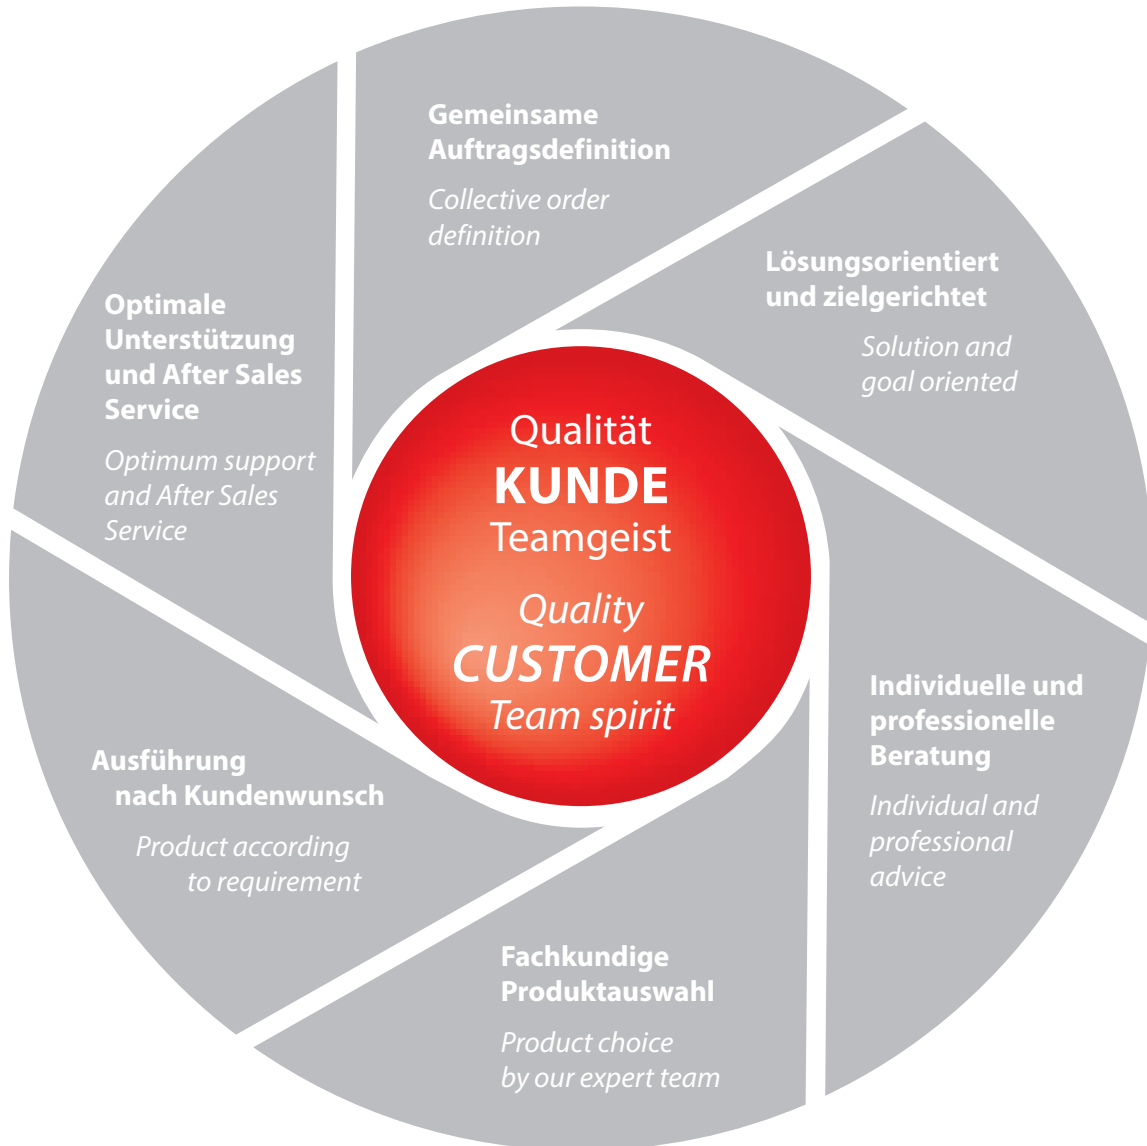 Gemeinsame
Auftragsdefinition
Collective order
definition
Lösungsorientiert
und zielgerichtet
Solution and
goal oriented
Optimale
Unterstützung
und After Sales
Service
Optimum support
and After Sales
Service
Qualität
KUNDE
Teamgeist
Quality
CUSTOMER
Team spirit
Individuelle und
professionelle
Beratung
Individual and
professional
advice
Ausführung
nach Kundenwunsch
Product according
to requirement
Fachkundige
Produktauswahl
Product choice
by our expert team